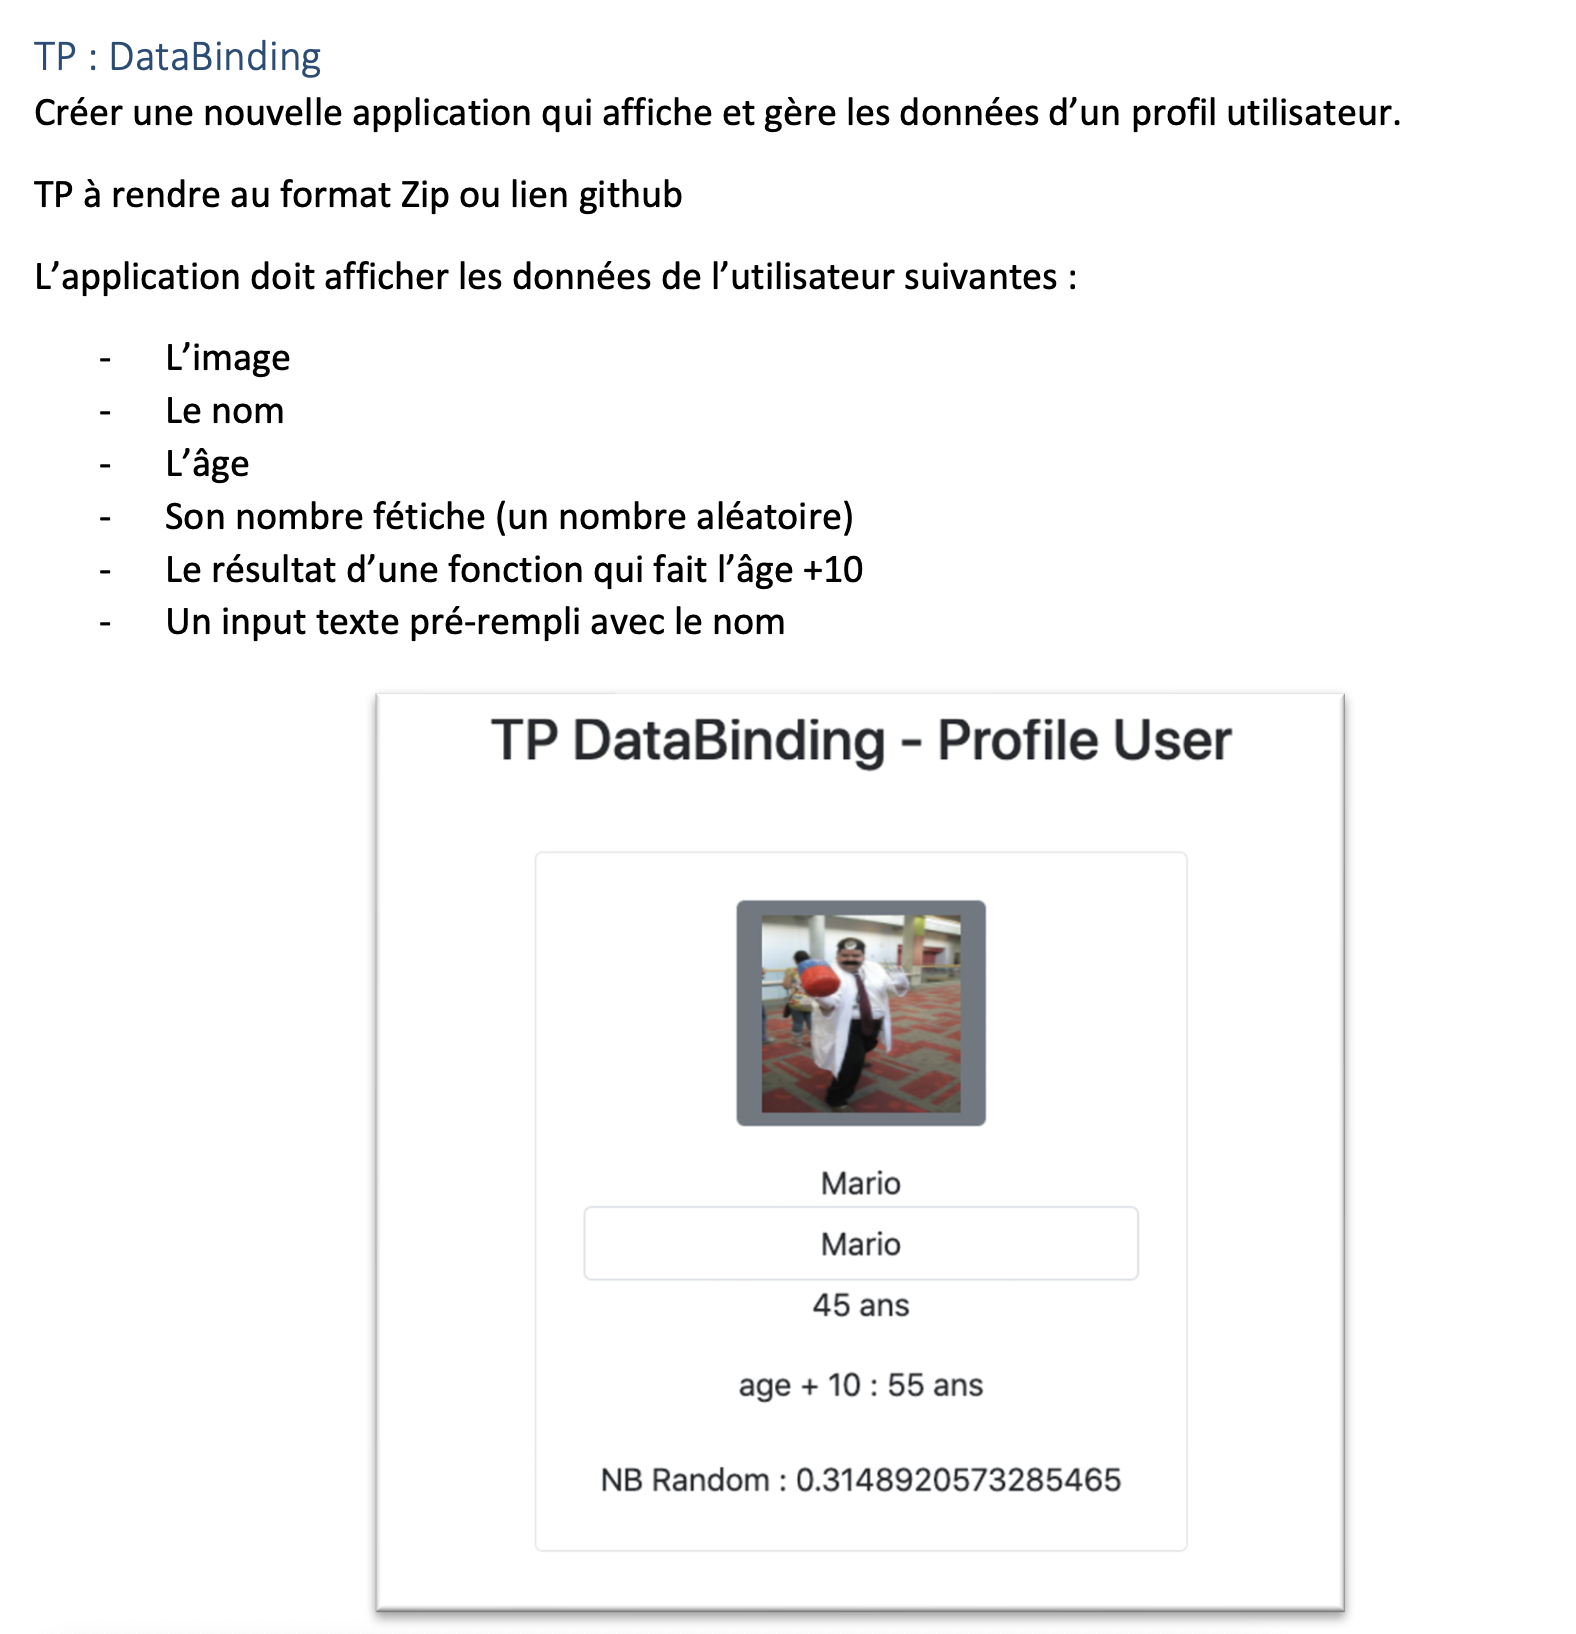 TP : DataBinding
Créer une nouvelle application qui affiche et gère les données d’un profil utilisateur.
TP à rendre au format Zip ou lien github
L’application doit afficher les données de l’utilisateur suivantes :
- L’image
- Le nom
- L’âge
- Son nombre fétiche (un nombre aléatoire)
- Le résultat d’une fonction qui fait l’âge +10
- Un input texte pré-rempli avec le nom
TP DataBinding - Profile User
Mario
Mario
45 ans
age + 10 : 55 ans
NB Random : 0.3148920573285465